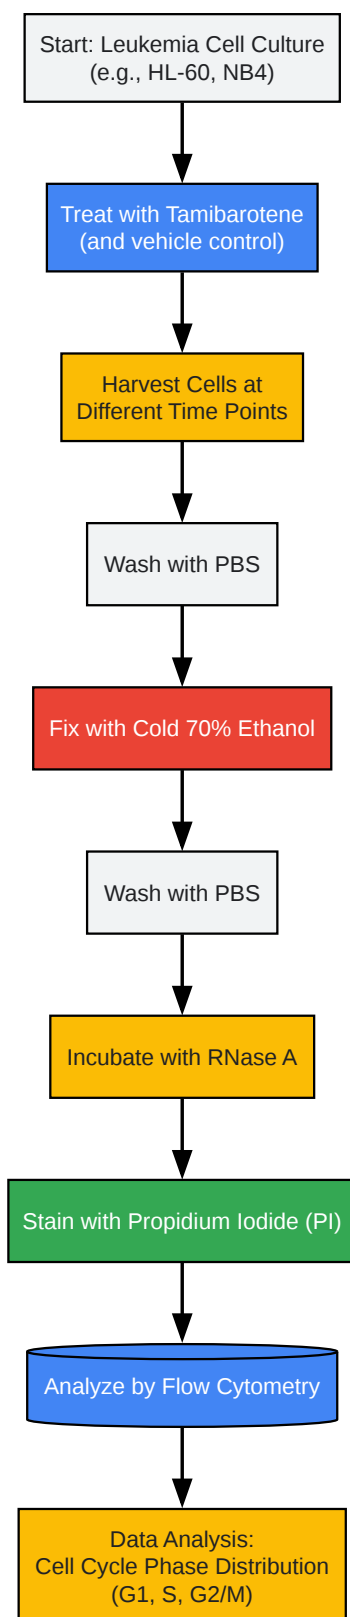 Start: Leukemia Cell Culture
(e.g., HL-60, NB4)
Treat with Tamibarotene
(and vehicle control)
Harvest Cells at
Different Time Points
Wash with PBS
Fix with Cold 70% Ethanol
Wash with PBS
Incubate with RNase A
Stain with Propidium Iodide (PI)
Analyze by Flow Cytometry
Data Analysis:
Cell Cycle Phase Distribution
(G1, S, G2/M)